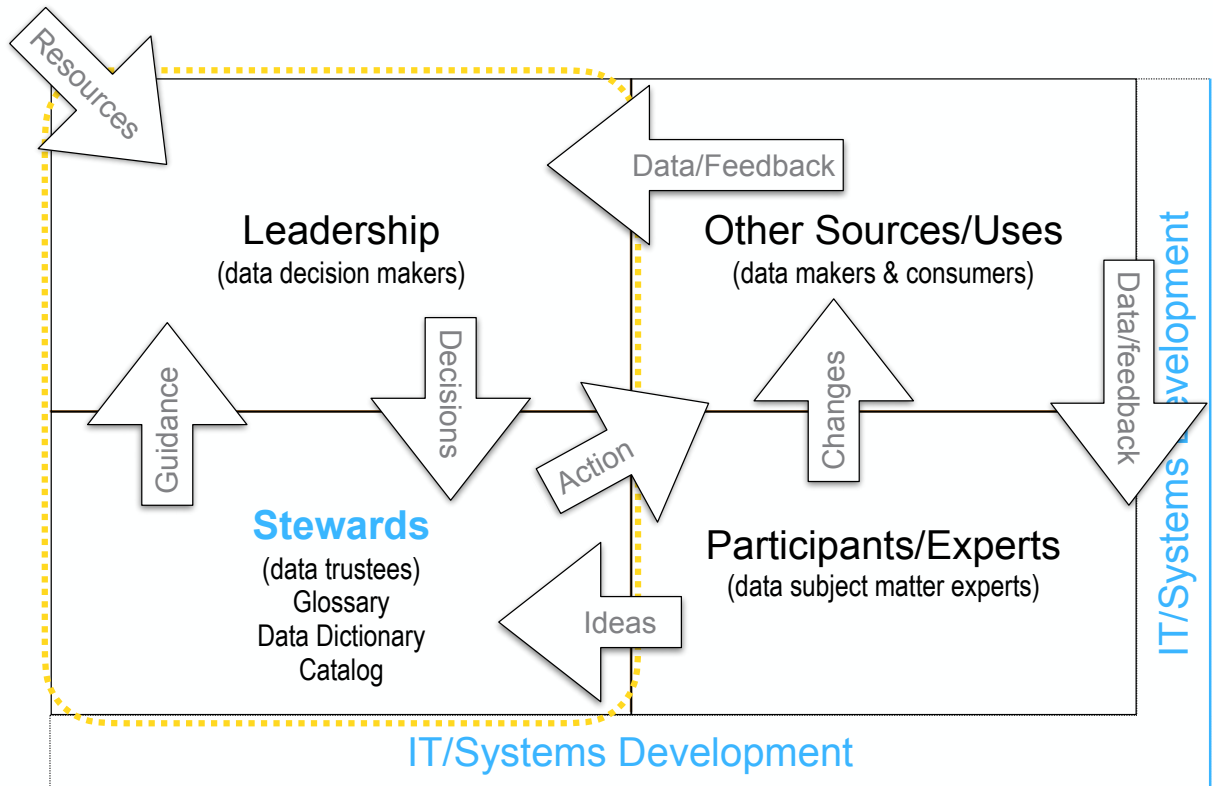 Resources
Data/Feedback
Leadership
(data decision makers)
Other Sources/Uses
(data makers & consumers)
Guidance
Decisions
Action
Changes
Data/feedback
IT/Systems Development
Stewards
(data trustees)
Glossary
Data Dictionary
Catalog
Ideas
Participants/Experts
(data subject matter experts)
IT/Systems Development